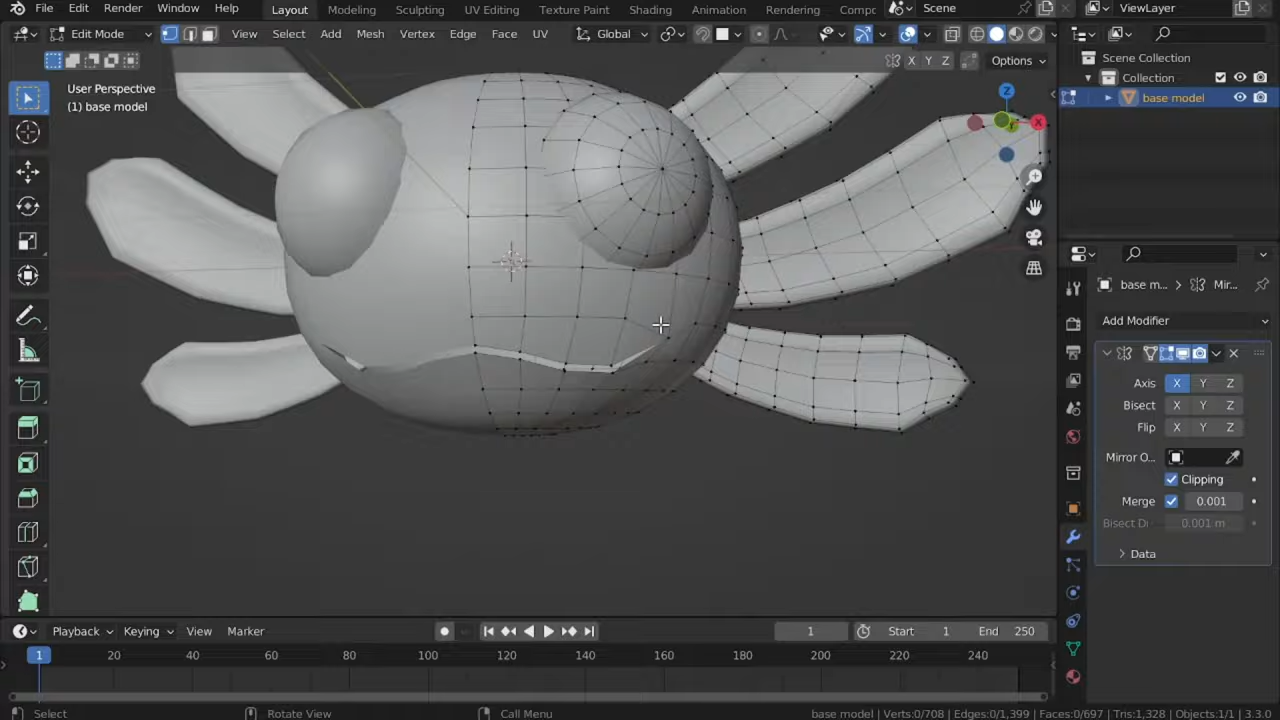 File Edit Render Window Help Layout Modeling Sculpting UV Editing Texture Paint Shading Animation Rendering Comp Scene ViewLayer
Edit Mode View Select Add Mesh Vertex Edge Face UV Global
X Y Z Options
User Perspective
(1) base model
Z
X
Scene Collection
Collection
base model
base m... > Mir...
Add Modifier
Axis X Y Z
Bisect X Y Z
Flip X Y Z
Mirror O...
Clipping
Merge 0.001
Bisect Di 0.001 m
Data
Playback Keying View Marker 1 Start 1 End 250
1 20 40 60 80 100 120 140 160 180 200 220 240
Select Rotate View Call Menu base model | Verts:0/708 | Edges:0/1,399 | Faces:0/697 | Tris:1,328 | Objects:1/1 | 3.3.0